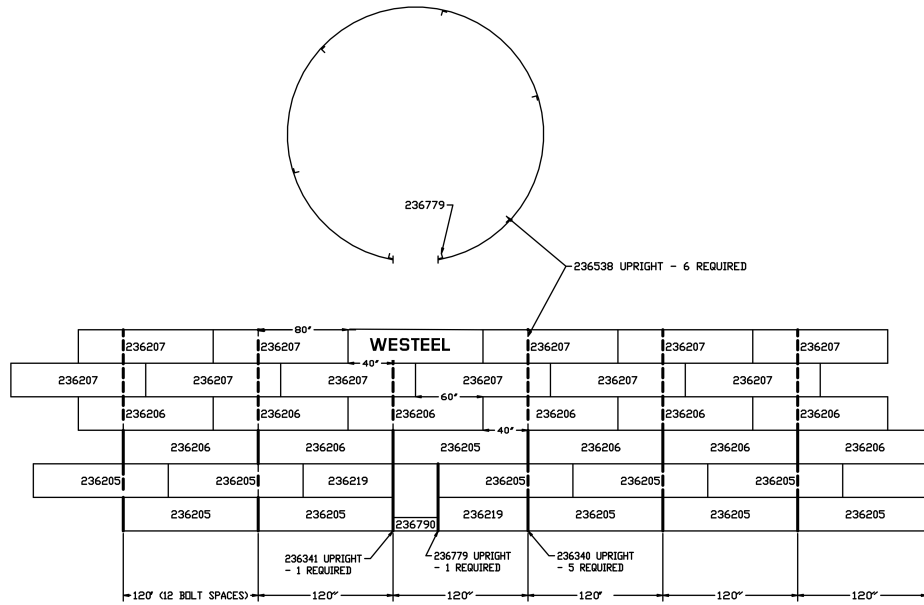 236779
236538 UPRIGHT - 6 REQUIRED
80"
236207 236207 WESTEEL 236207 236207 236207
40"
236207 236207 236207 236207 236207 236207
60"
236206 236206 236206 236206 236206 236206
40"
236206 236206 236205 236206 236206 236206
236205 236205 236219 236205 236205 236205
236205 236205 236790 236219 236205 236205 236205
236341 UPRIGHT
- 1 REQUIRED
236779 UPRIGHT
- 1 REQUIRED
236340 UPRIGHT
- 5 REQUIRED
120" (12 BOLT SPACES) 120" 120" 120" 120" 120"